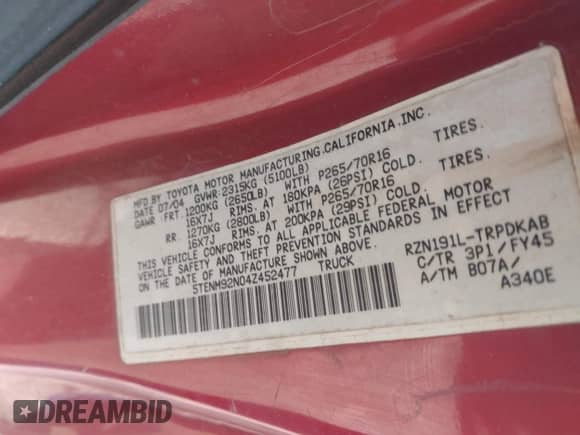 MFD BY TOYOTA MOTOR MANUFACTURING.CALIFORNIA.INC.
DATE 07/04 GVWR:2315KG (5100LB)
GAWR FRT.1200KG (2650LB) WITH P265/70R16 TIRES.
16X7J RIMS. AT 180KPA (26PSI) COLD.
RR 1270KG (2800LB) WITH P265/70R16 TIRES.
16X7J RIMS. AT 200KPA (29PSI) COLD.
THIS VEHICLE CONFORMS TO ALL APPLICABLE FEDERAL MOTOR
VEHICLE SAFETY AND THEFT PREVENTION STANDARDS IN EFFECT
ON THE DATE OF MANUFACTURE SHOWN ABOVE.
5TENM92N04Z452477 TRUCK
RZN191L-TRPDKAB
C/TR 3P1/FY45
A/TM B07A/
A340E
DREAMBID